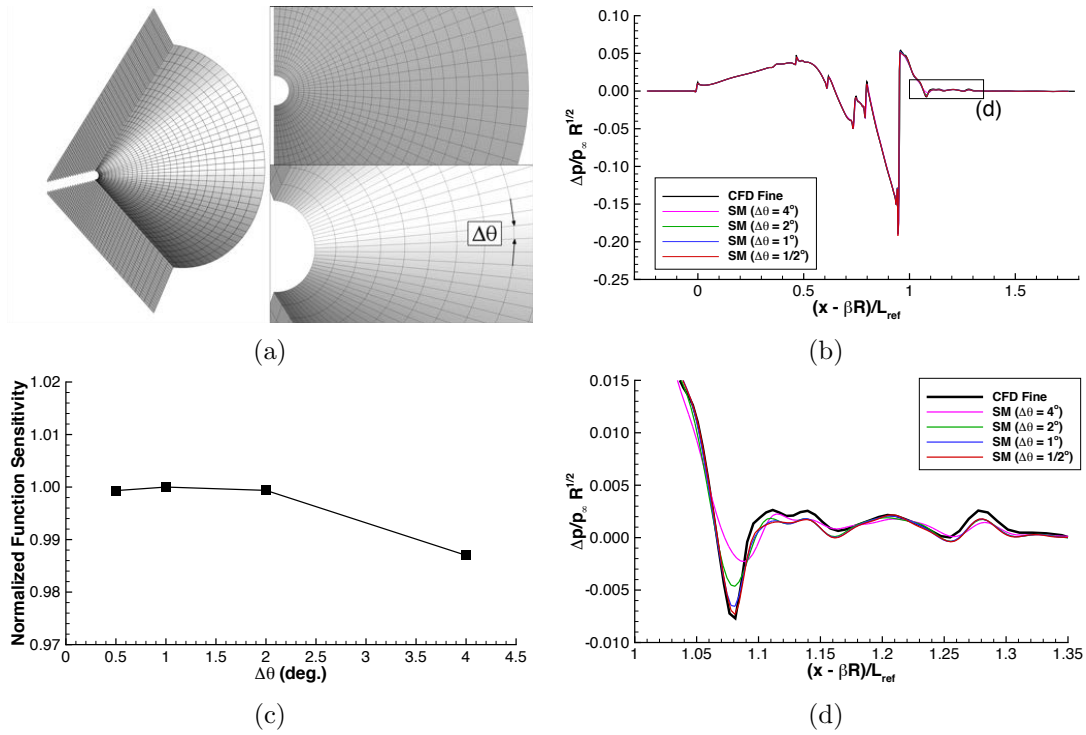 Δθ
(a)
0.10
0.05
0.00
-0.05
-0.10
-0.15
-0.20
-0.25
Δp/p∞ R^1/2
(d)
CFD Fine
SM (Δθ = 4°)
SM (Δθ = 2°)
SM (Δθ = 1°)
SM (Δθ = 1/2°)
0 0.5 1 1.5
(x - βR)/L_ref
(b)
1.02
1.01
1.00
0.99
0.98
0.97
Normalized Function Sensitivity
0 0.5 1 1.5 2 2.5 3 3.5 4 4.5
Δθ (deg.)
(c)
0.015
0.010
0.005
0.000
-0.005
-0.010
Δp/p∞ R^1/2
CFD Fine
SM (Δθ = 4°)
SM (Δθ = 2°)
SM (Δθ = 1°)
SM (Δθ = 1/2°)
1 1.05 1.1 1.15 1.2 1.25 1.3 1.35
(x - βR)/L_ref
(d)